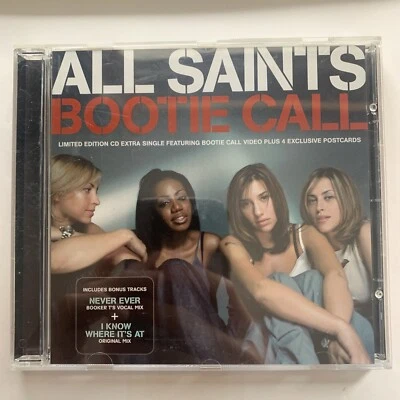 ALL SAINTS
BOOTIE CALL
LIMITED EDITION CD EXTRA SINGLE FEATURING BOOTIE CALL VIDEO PLUS 4 EXCLUSIVE POSTCARDS
INCLUDES BONUS TRACKS
NEVER EVER
BOOKER T'S VOCAL MIX
+
I KNOW
WHERE IT'S AT
ORIGINAL MIX